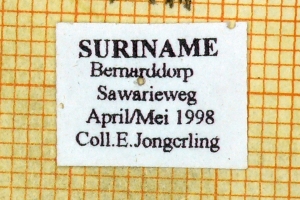 SURINAME
Bernarddorp
Sawarieweg
April/Mei 1998
Coll.E.Jongerling